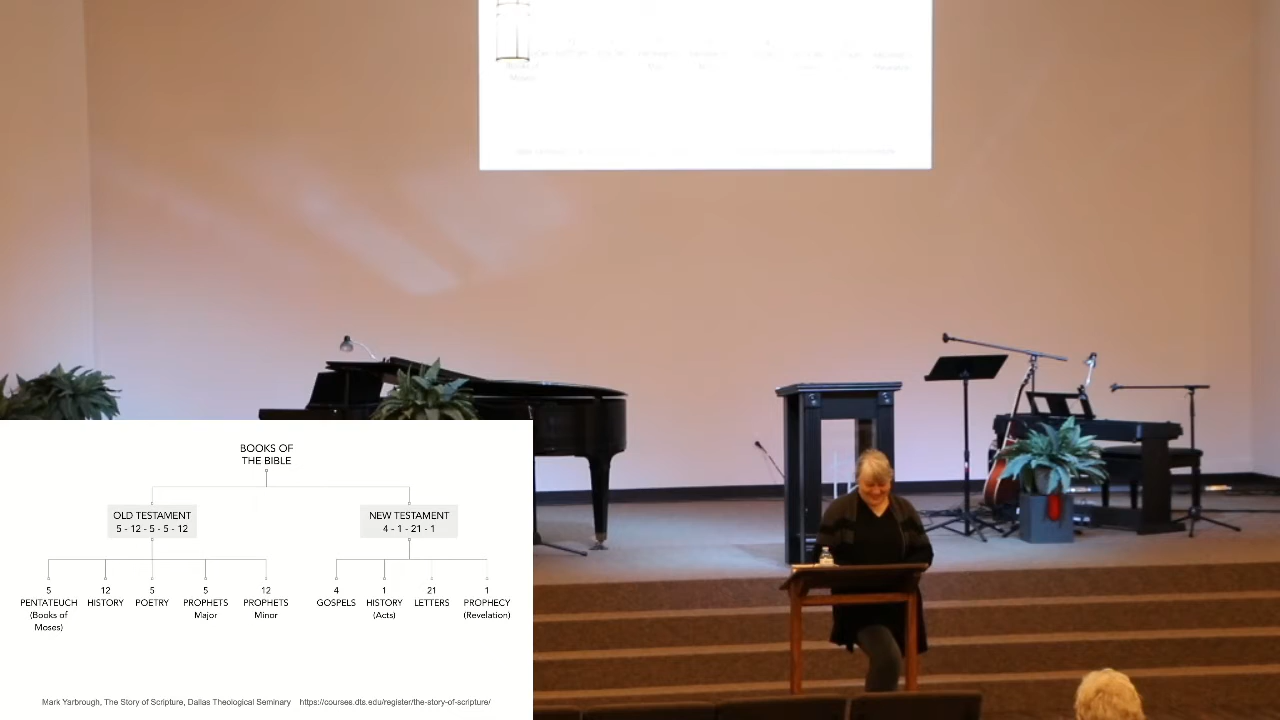 BOOKS OF
THE BIBLE
OLD TESTAMENT
5 - 12 - 5 - 5 - 12
NEW TESTAMENT
4 - 1 - 21 - 1
5 12 5 5 12 4 1 21 1
PENTATEUCH HISTORY POETRY PROPHETS PROPHETS GOSPELS HISTORY LETTERS PROPHECY
(Books of Major Minor (Acts) (Revelation)
Moses)
Mark Yarbrough, The Story of Scripture, Dallas Theological Seminary https://courses.dts.edu/register/the-story-of-scripture/